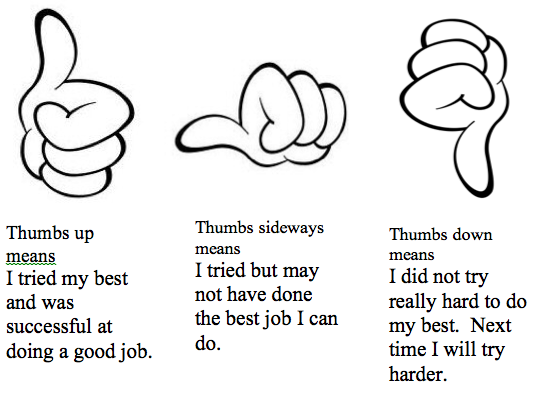 Thumbs up
means
I tried my best
and was
successful at
doing a good job.
Thumbs sideways
means
I tried but may
not have done
the best job I can
do.
Thumbs down
means
I did not try
really hard to do
my best.  Next
time I will try
harder.